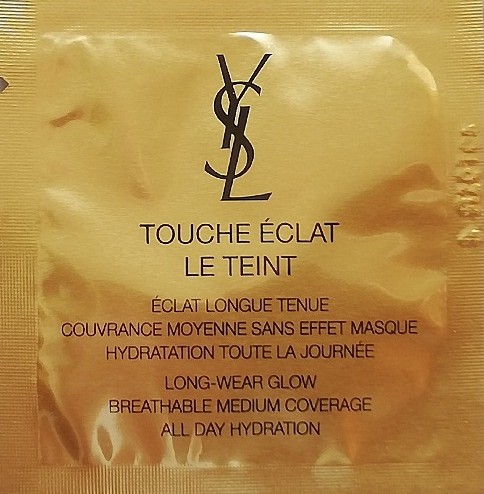 YSL
TOUCHE ÉCLAT
LE TEINT
ÉCLAT LONGUE TENUE
COUVRANCE MOYENNE SANS EFFET MASQUE
HYDRATATION TOUTE LA JOURNÉE
LONG-WEAR GLOW
BREATHABLE MEDIUM COVERAGE
ALL DAY HYDRATION